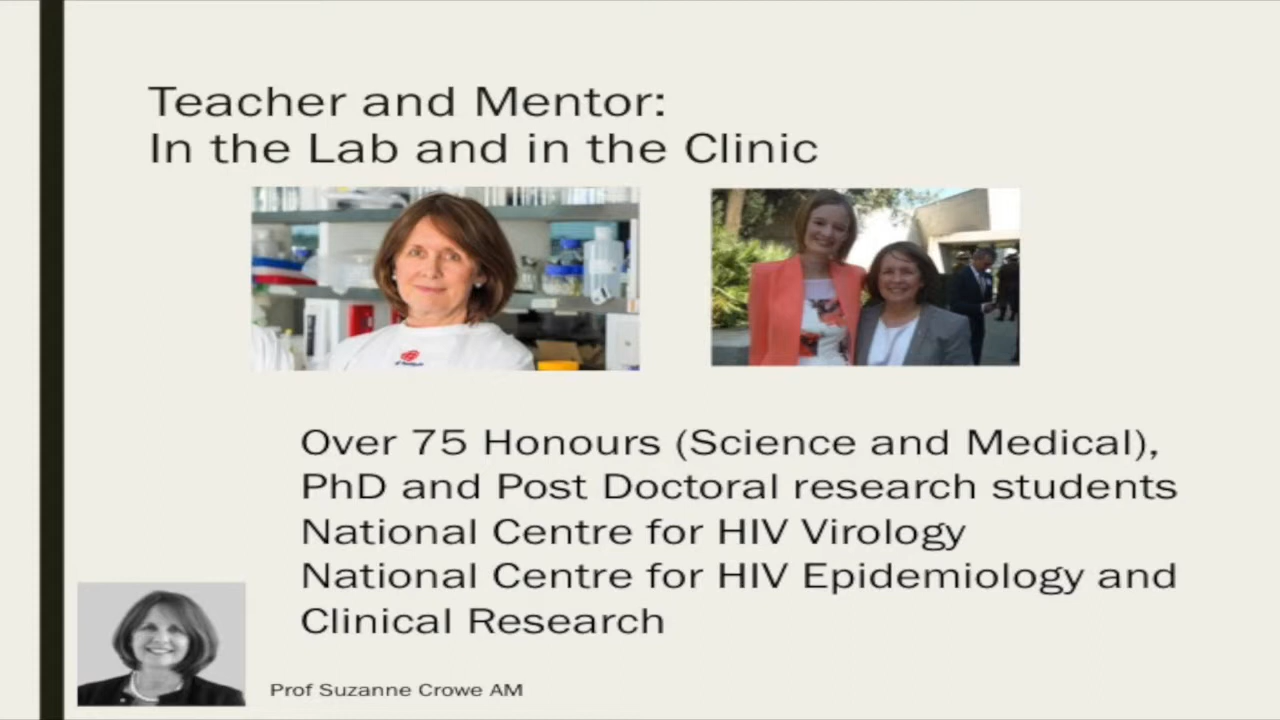 Teacher and Mentor:
In the Lab and in the Clinic
Over 75 Honours (Science and Medical),
PhD and Post Doctoral research students
National Centre for HIV Virology
National Centre for HIV Epidemiology and
Clinical Research
Prof Suzanne Crowe AM